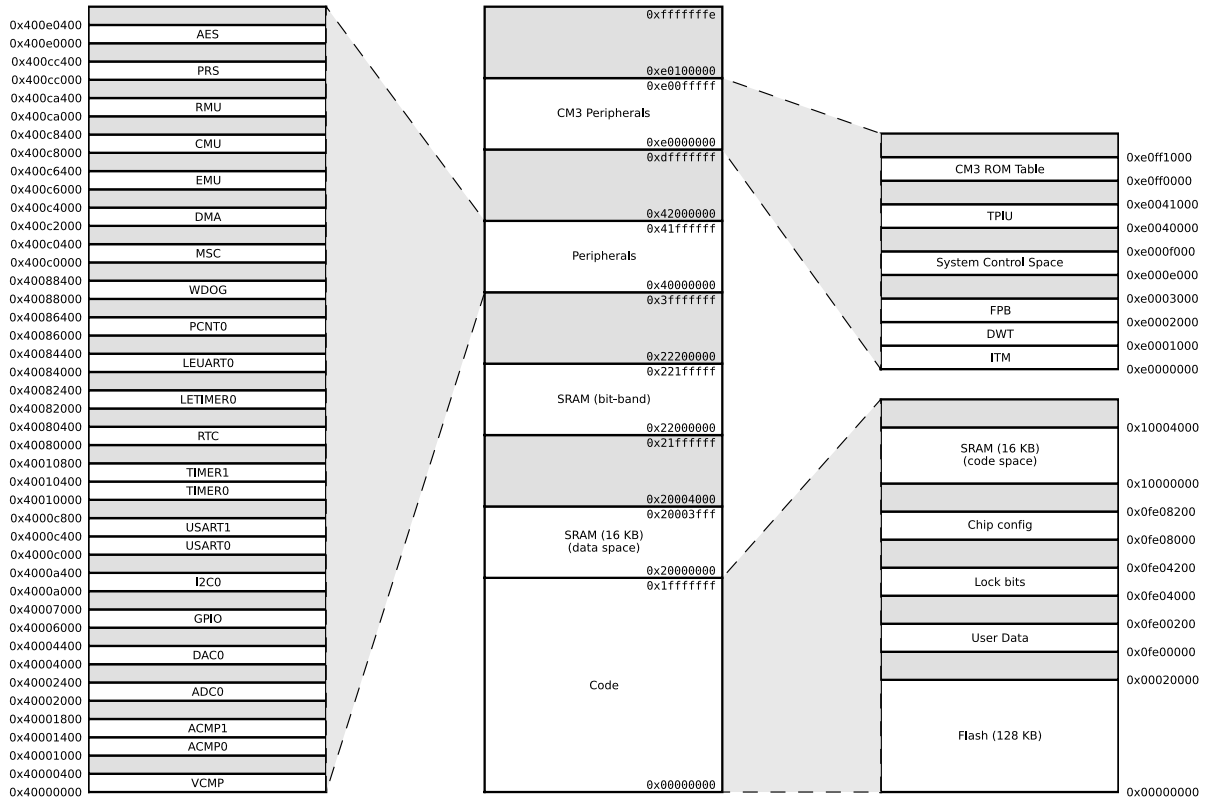 0x400e0400
AES
0x400e0000
0x400cc400
PRS
0x400cc000
0x400ca400
RMU
0x400ca000
0x400c8400
CMU
0x400c8000
0x400c6400
EMU
0x400c6000
0x400c4000
DMA
0x400c2000
0x400c0400
MSC
0x400c0000
0x40088400
WDOG
0x40088000
0x40086400
PCNT0
0x40086000
0x40084400
LEUART0
0x40084000
0x40082400
LETIMER0
0x40082000
0x40080400
RTC
0x40080000
0x40010800
TIMER1
0x40010400
TIMER0
0x40010000
0x4000c800
USART1
0x4000c400
USART0
0x4000c000
0x4000a400
I2C0
0x4000a000
0x40007000
GPIO
0x40006000
0x40004400
DAC0
0x40004000
0x40002400
ADC0
0x40002000
0x40001800
ACMP1
0x40001400
ACMP0
0x40001000
0x40000400
VCMP
0x40000000
0xfffffffe
0xe0100000
0xe00fffff
CM3 Peripherals
0xe0000000
0xdfffffff
0x42000000
0x41ffffff
Peripherals
0x40000000
0x3fffffff
0x22200000
0x221fffff
SRAM (bit-band)
0x22000000
0x21ffffff
0x20004000
0x20003fff
SRAM (16 KB)
(data space)
0x20000000
0x1fffffff
Code
0x00000000
0xe0ff1000
CM3 ROM Table
0xe0ff0000
0xe0041000
TPIU
0xe0040000
0xe000f000
System Control Space
0xe000e000
0xe0003000
FPB
0xe0002000
DWT
0xe0001000
ITM
0xe0000000
0x10004000
SRAM (16 KB)
(code space)
0x10000000
0x0fe08200
Chip config
0x0fe08000
0x0fe04200
Lock bits
0x0fe04000
0x0fe00200
User Data
0x0fe00000
0x00020000
Flash (128 KB)
0x00000000